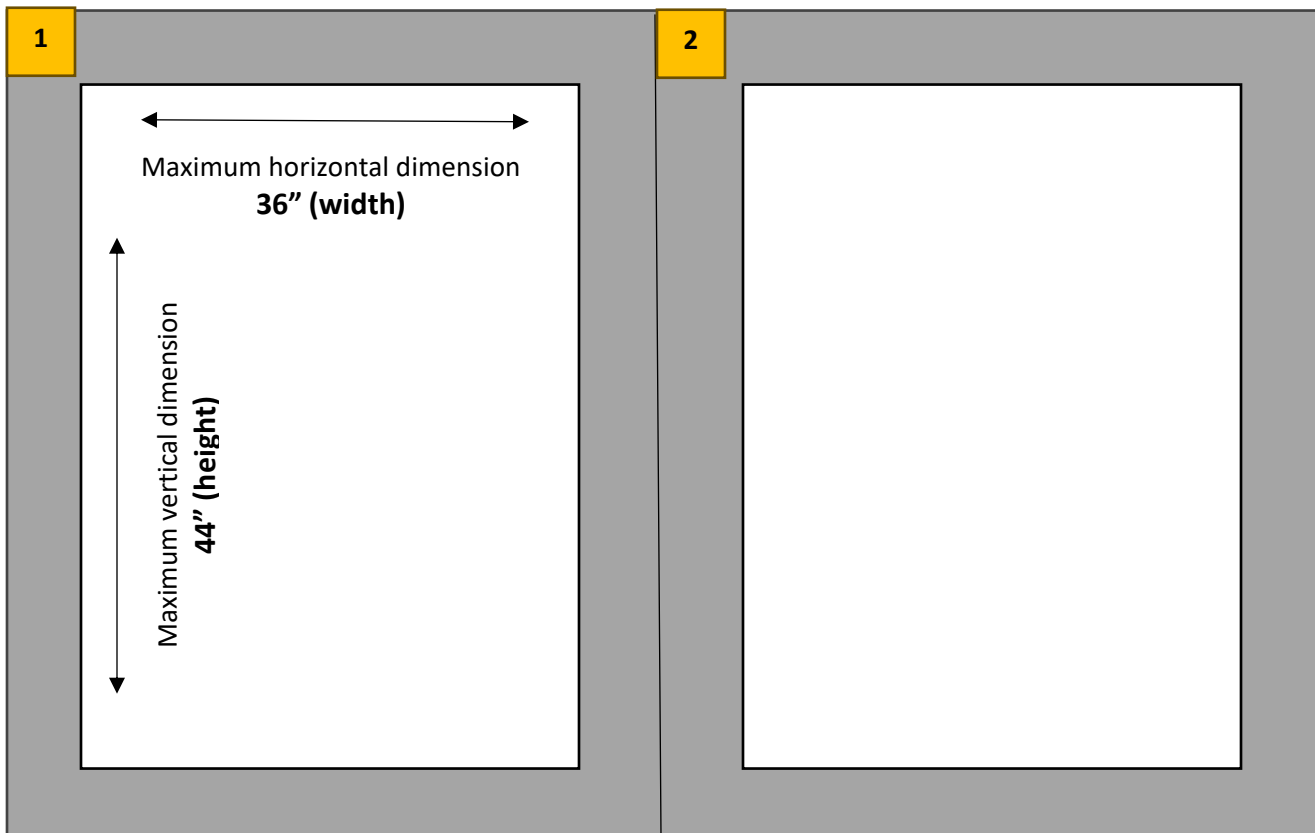 1
2
Maximum horizontal dimension
36” (width)
Maximum vertical dimension
44” (height)